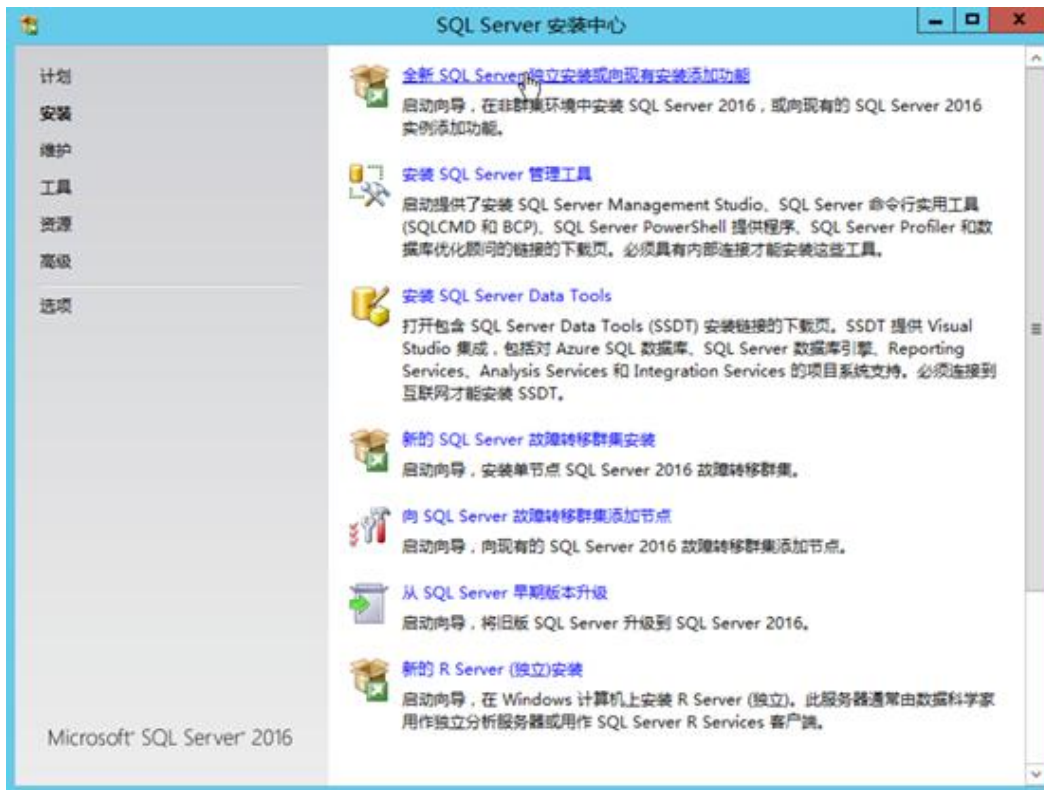 SQL Server 安装中心
计划
安装
维护
工具
资源
高级
选项
全新 SQL Server 独立安装或向现有安装添加功能
启动向导，在非群集环境中安装 SQL Server 2016，或向现有的 SQL Server 2016
实例添加功能。
安装 SQL Server 管理工具
启动提供了安装 SQL Server Management Studio、SQL Server 命令行实用工具
(SQLCMD 和 BCP)、SQL Server PowerShell 提供程序、SQL Server Profiler 和数
据库优化顾问的链接的下载页。必须具有内部连接才能安装这些工具。
安装 SQL Server Data Tools
打开包含 SQL Server Data Tools (SSDT) 安装链接的下载页。SSDT 提供 Visual
Studio 集成，包括对 Azure SQL 数据库、SQL Server 数据库引擎、Reporting
Services、Analysis Services 和 Integration Services 的项目系统支持。必须连接到
互联网才能安装 SSDT。
新的 SQL Server 故障转移群集安装
启动向导，安装单节点 SQL Server 2016 故障转移群集。
向 SQL Server 故障转移群集添加节点
启动向导，向现有的 SQL Server 2016 故障转移群集添加节点。
从 SQL Server 早期版本升级
启动向导，将旧版 SQL Server 升级到 SQL Server 2016。
新的 R Server (独立)安装
启动向导，在 Windows 计算机上安装 R Server (独立)。此服务器通常由数据科学家
用作独立分析服务器或用作 SQL Server R Services 客户端。
Microsoft SQL Server 2016